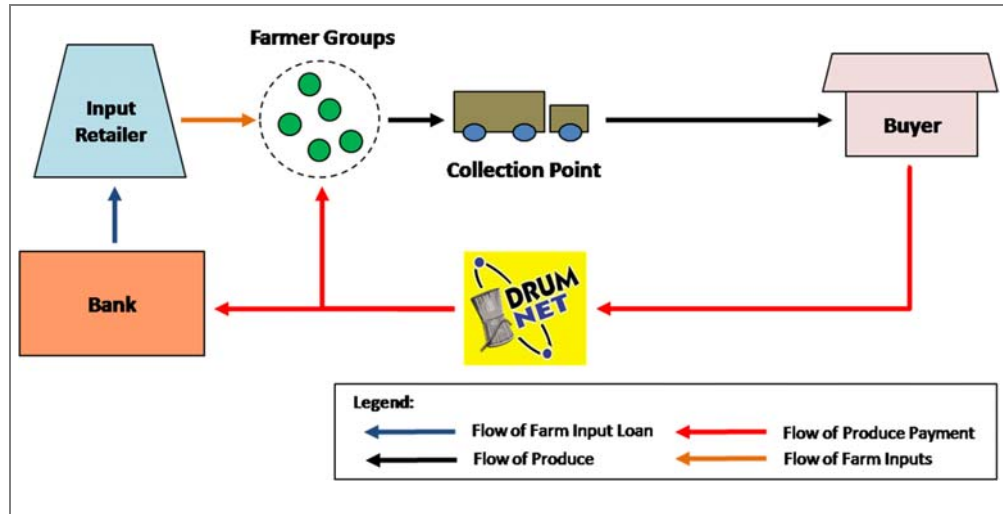 Farmer Groups
Input
Retailer
Collection Point
Buyer
Bank
DRUM
NET
Legend:
Flow of Farm Input Loan
Flow of Produce Payment
Flow of Produce
Flow of Farm Inputs